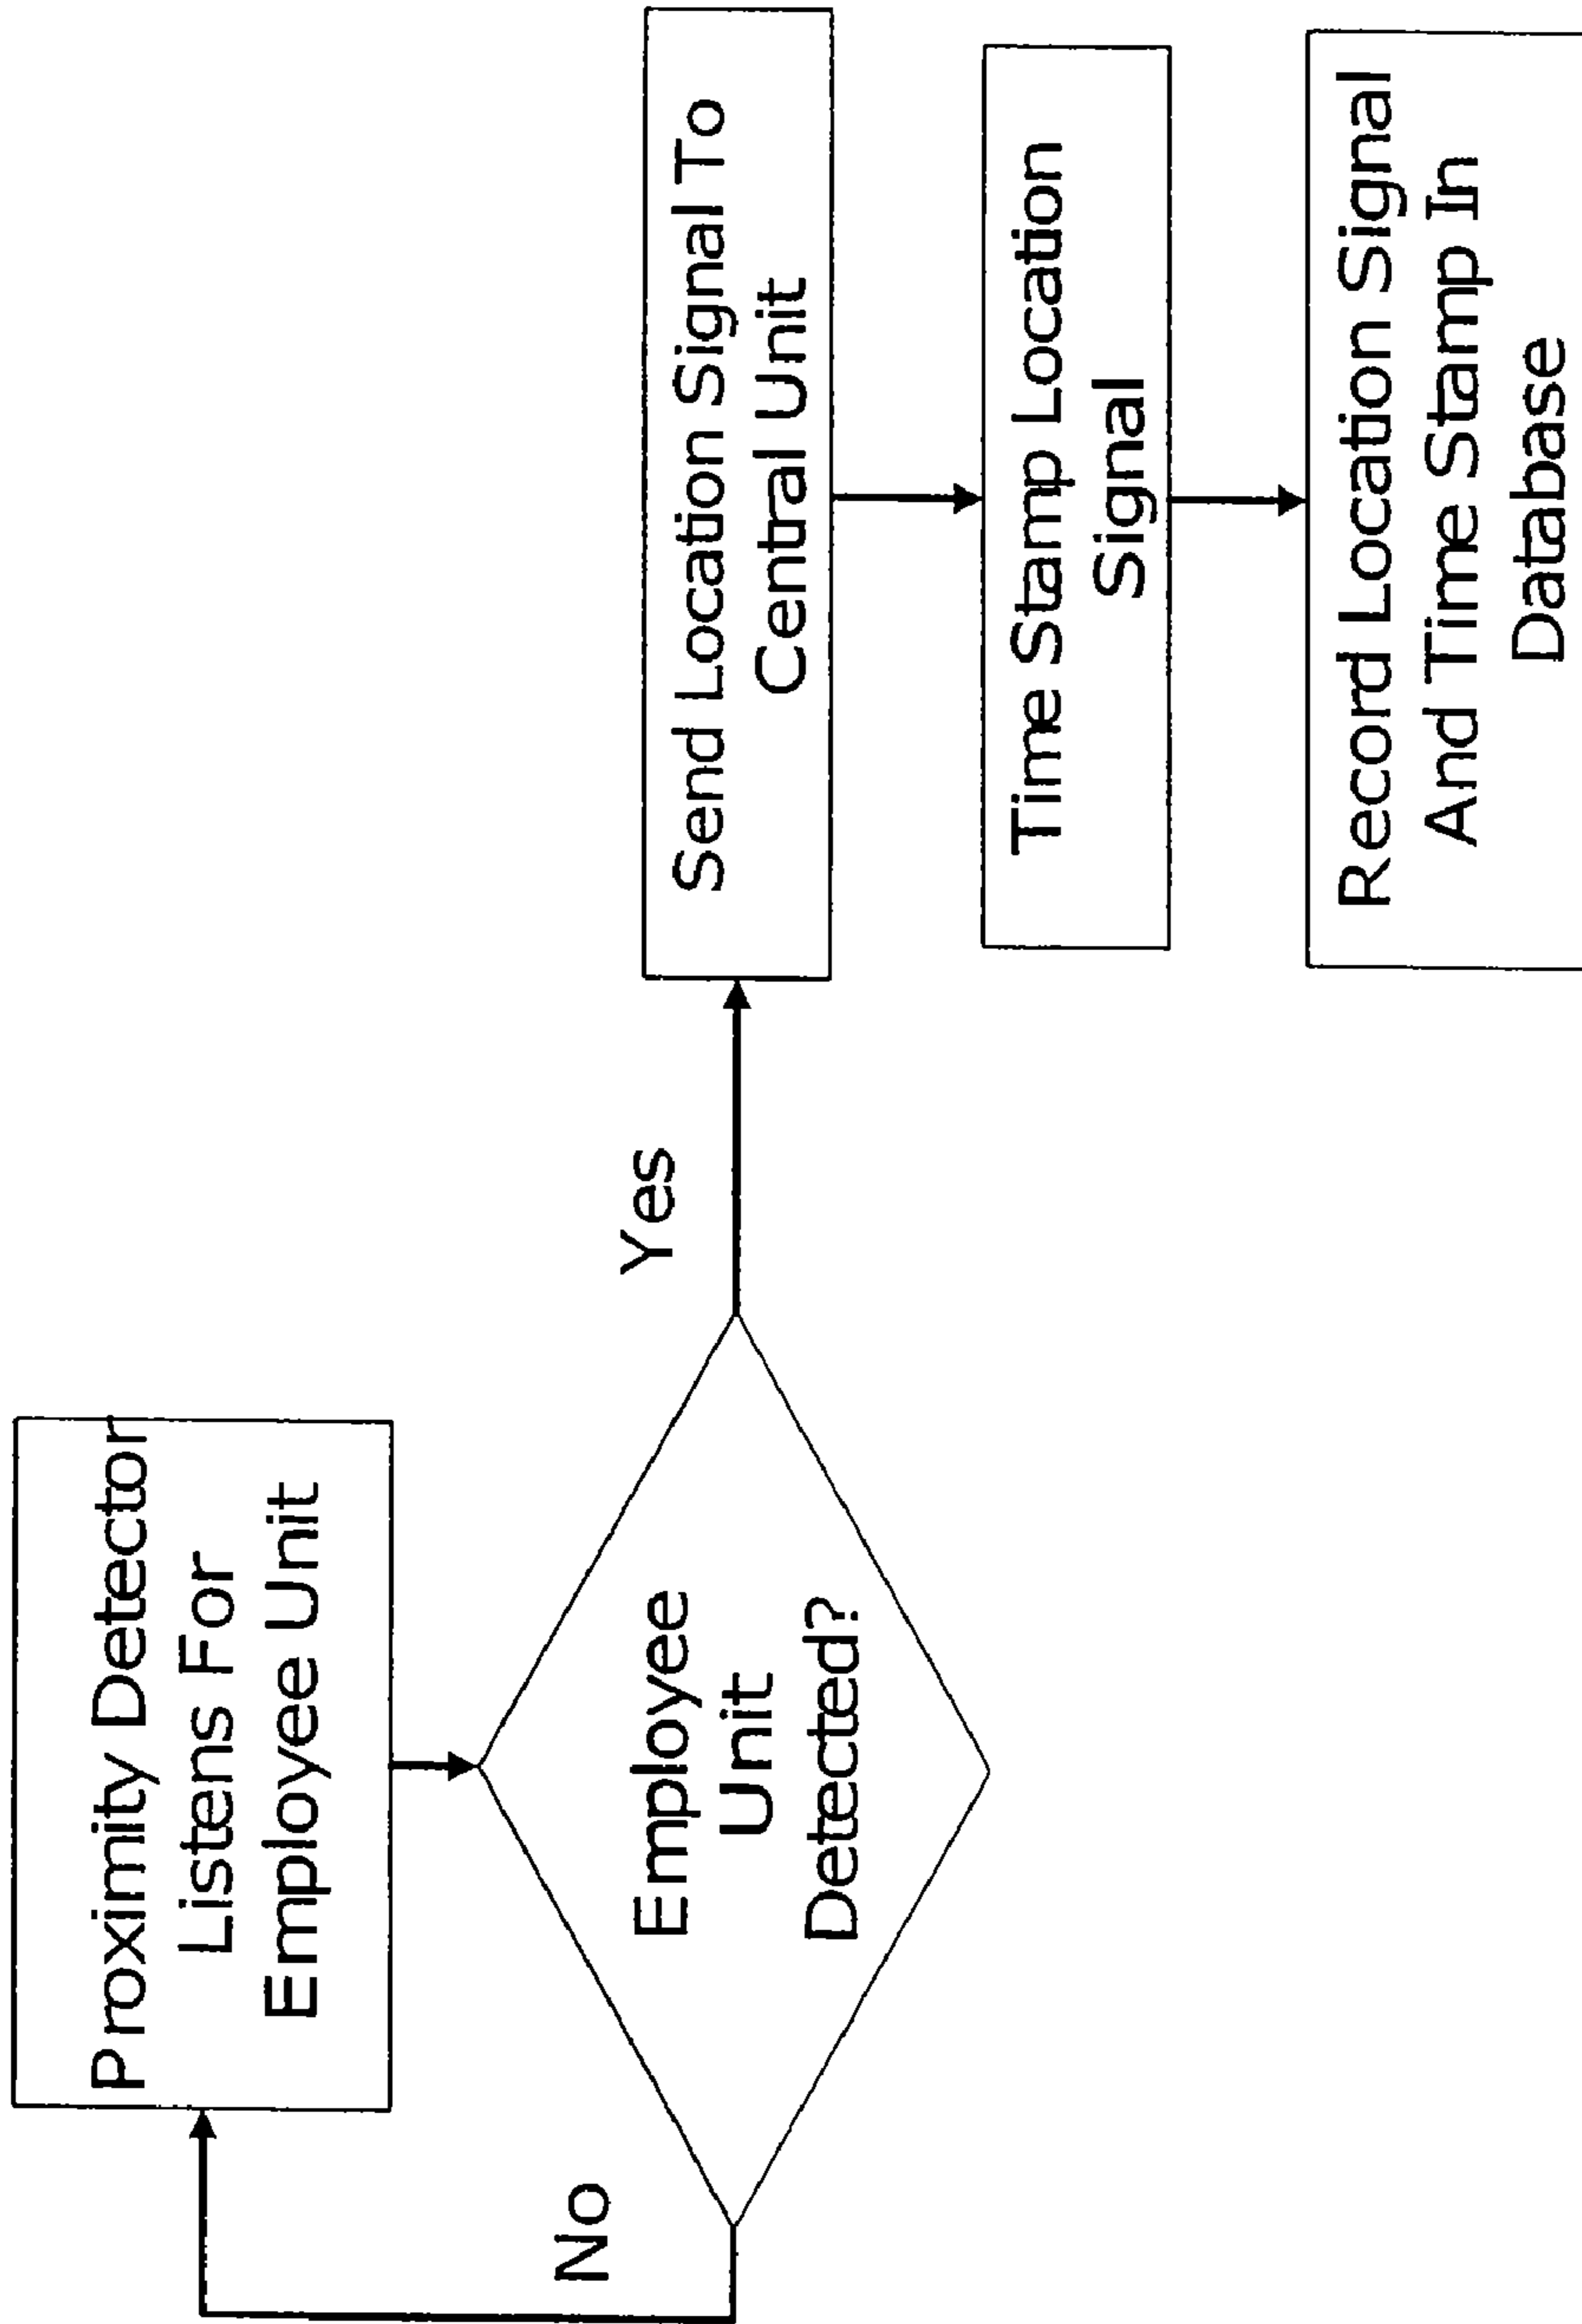 Proximity Detector
Listens For
Employee Unit
Employee
Unit
Detected?
No
Yes
Send Location Signal To
Central Unit
Time Stamp Location
Signal
Record Location Signal
And Time Stamp In
Database